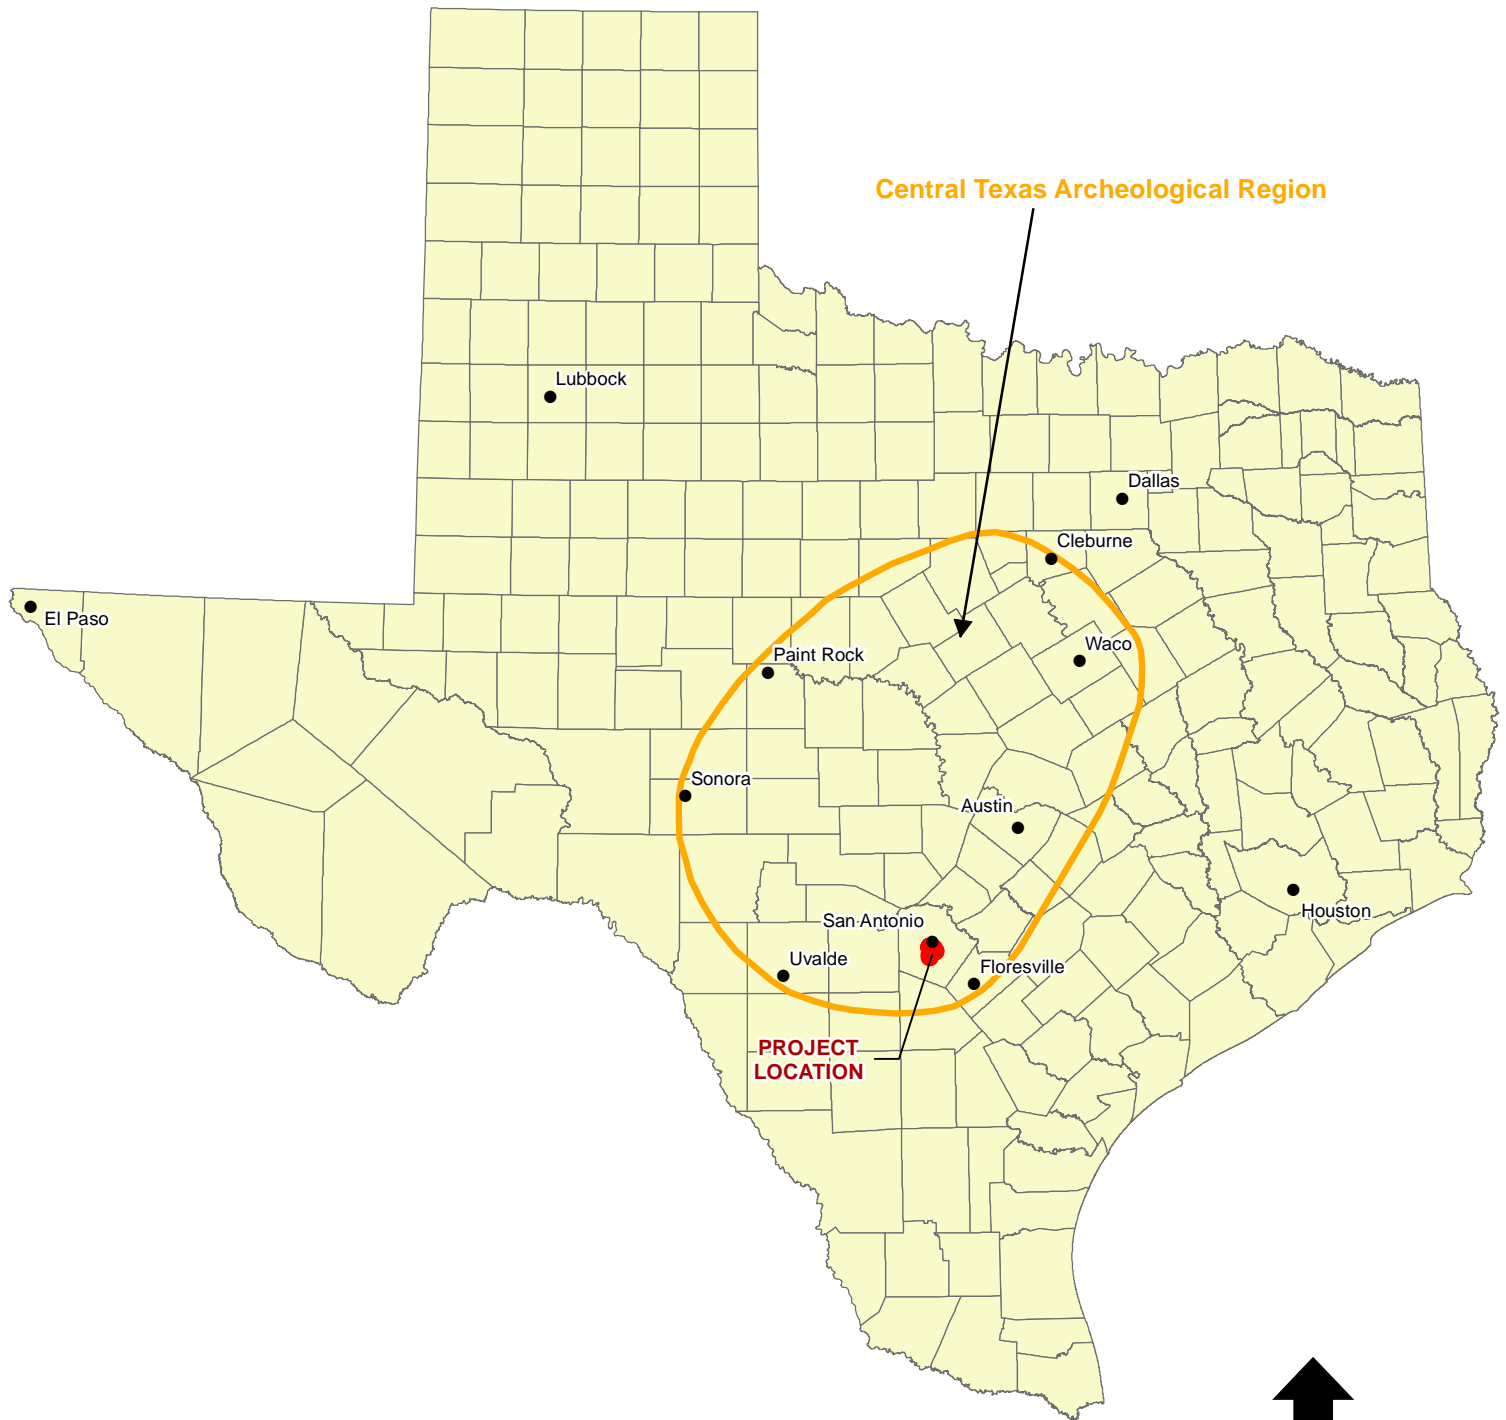 Central Texas Archeological Region
Lubbock
Dallas
Cleburne
El Paso
Waco
Paint Rock
Sonora
Austin
Houston
San Antonio
Uvalde
Floresville
PROJECT
LOCATION